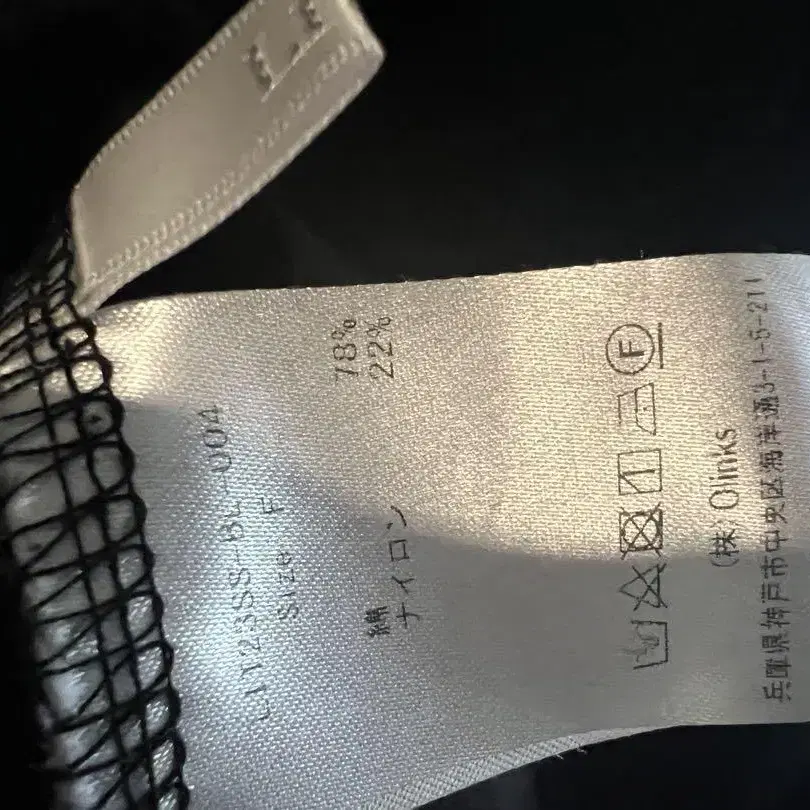 LIT23SS-BL-004
Size F
綿 78%
ナイロン 22%
F
(株) Olinks
兵庫県神戸市中央区海岸通3-1-5-211